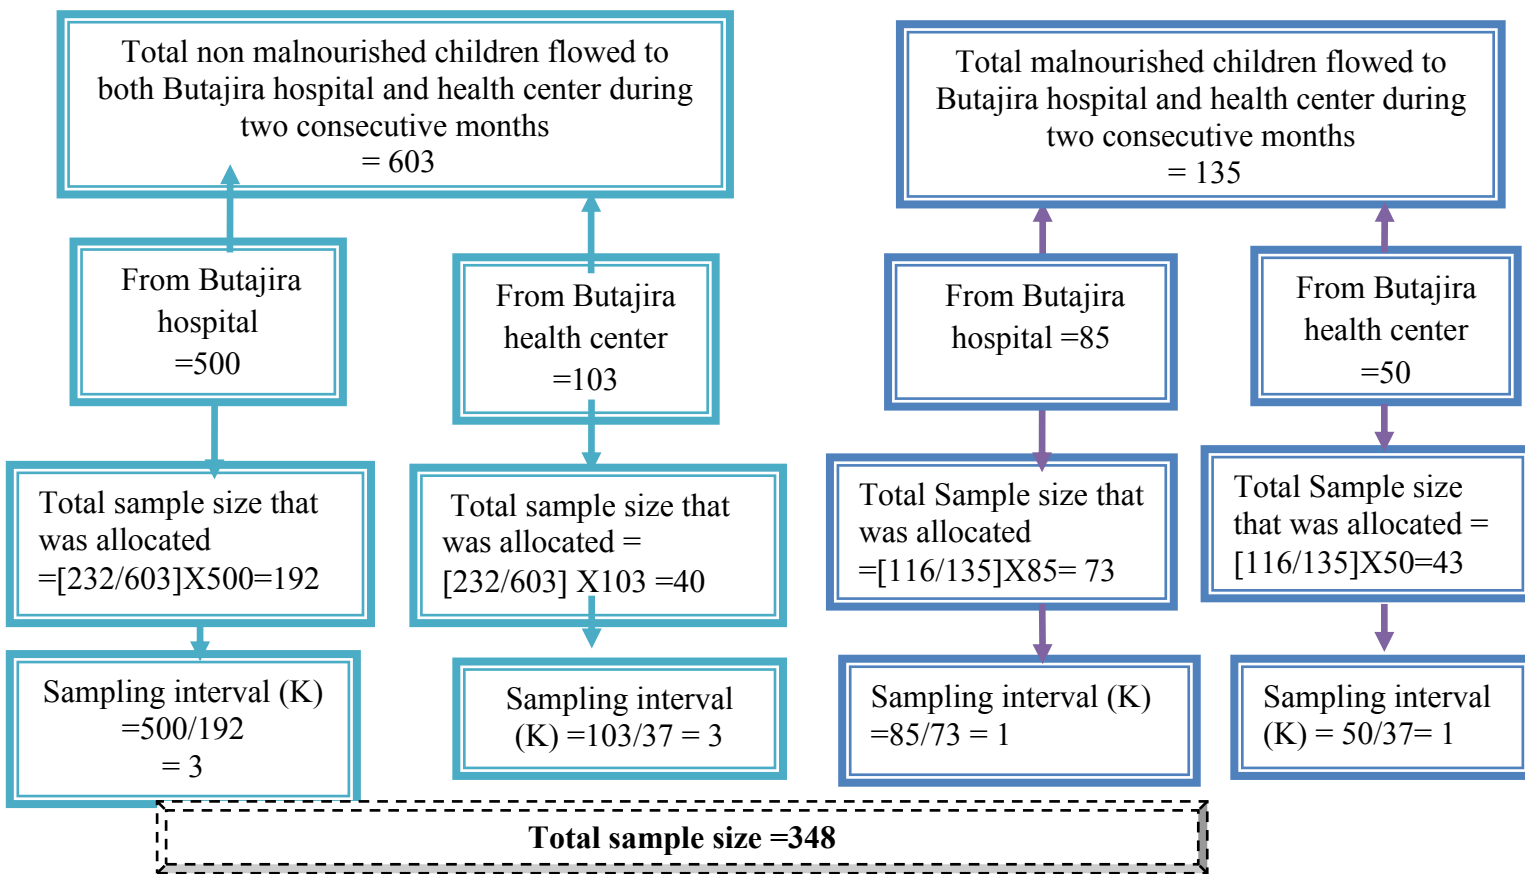 Total non malnourished children flowed to
both Butajira hospital and health center during
two consecutive months
= 603
Total malnourished children flowed to
Butajira hospital and health center during
two consecutive months
= 135
From Butajira
hospital
=500
From Butajira
health center
=103
From Butajira
hospital =85
From Butajira
health center
=50
Total sample size that
was allocated
=[232/603]X500=192
Total sample size that
was allocated =
[232/603] X103 =40
Total Sample size that
was allocated
=[116/135]X85= 73
Total Sample size
that was allocated =
[116/135]X50=43
Sampling interval (K)
=500/192
= 3
Sampling interval
(K) =103/37 = 3
Sampling interval (K)
=85/73 = 1
Sampling interval
(K) = 50/37= 1
Total sample size =348